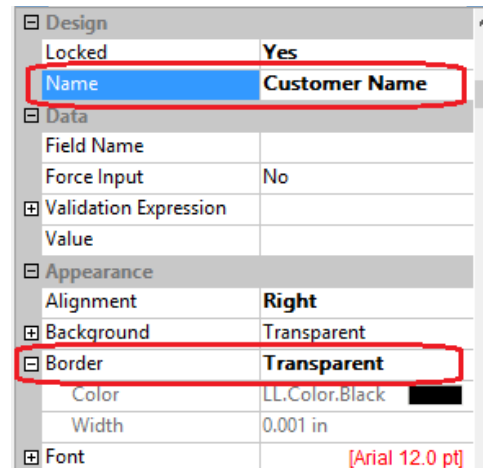 Design
Locked Yes
Name Customer Name
Data
Field Name
Force Input No
Validation Expression
Value
Appearance
Alignment Right
Background Transparent
Border Transparent
Color LL.Color.Black
Width 0.001 in
Font [Arial 12.0 pt]